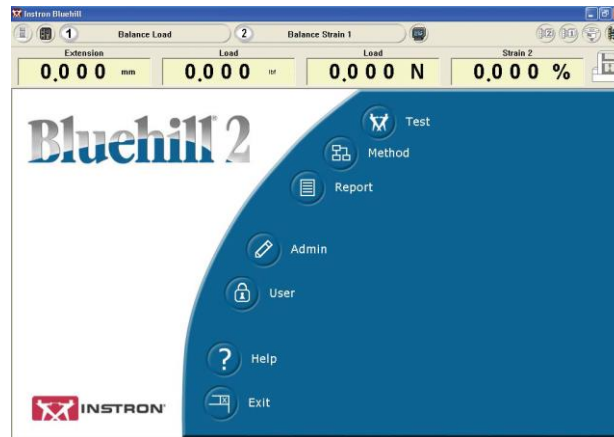 Instron Bluehill
1 Balance Load 2 Balance Strain 1
Extension Load Load Strain 2
0.000 mm 0.000 lbf 0.000 N 0.000 %
Bluehill 2
Test
Method
Report
Admin
User
? Help
Exit
INSTRON